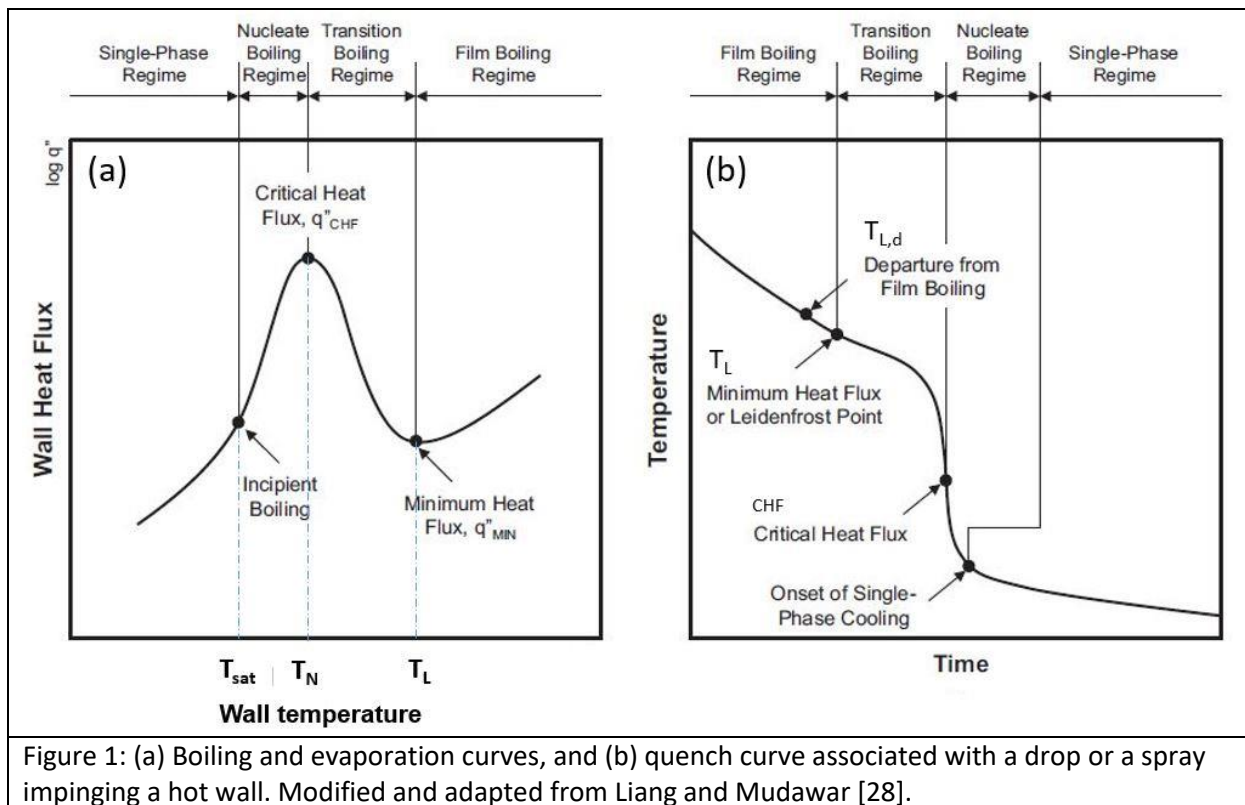 Single-Phase
Regime
Nucleate
Boiling
Regime
Transition
Boiling
Regime
Film Boiling
Regime
log q"
(a)
Critical Heat
Flux, q"CHF
Wall Heat Flux
Incipient
Boiling
Minimum Heat
Flux, q"MIN
Tsat
TN
TL
Wall temperature
Film Boiling
Regime
Transition
Boiling
Regime
Nucleate
Boiling
Regime
Single-Phase
Regime
(b)
TL,d
Departure from
Film Boiling
TL
Minimum Heat Flux
or Leidenfrost Point
Temperature
CHF
Critical Heat Flux
Onset of Single-
Phase Cooling
Time
Figure 1: (a) Boiling and evaporation curves, and (b) quench curve associated with a drop or a spray
impinging a hot wall. Modified and adapted from Liang and Mudawar [28].